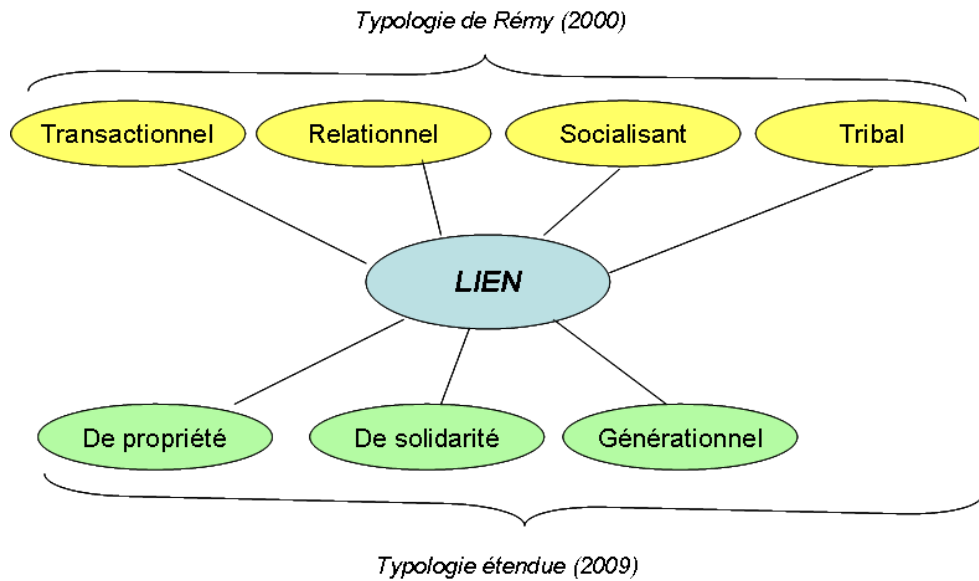 Typologie de Rémy (2000)
Transactionnel
Relationnel
Socialisant
Tribal
LIEN
De propriété
De solidarité
Générationnel
Typologie étendue (2009)